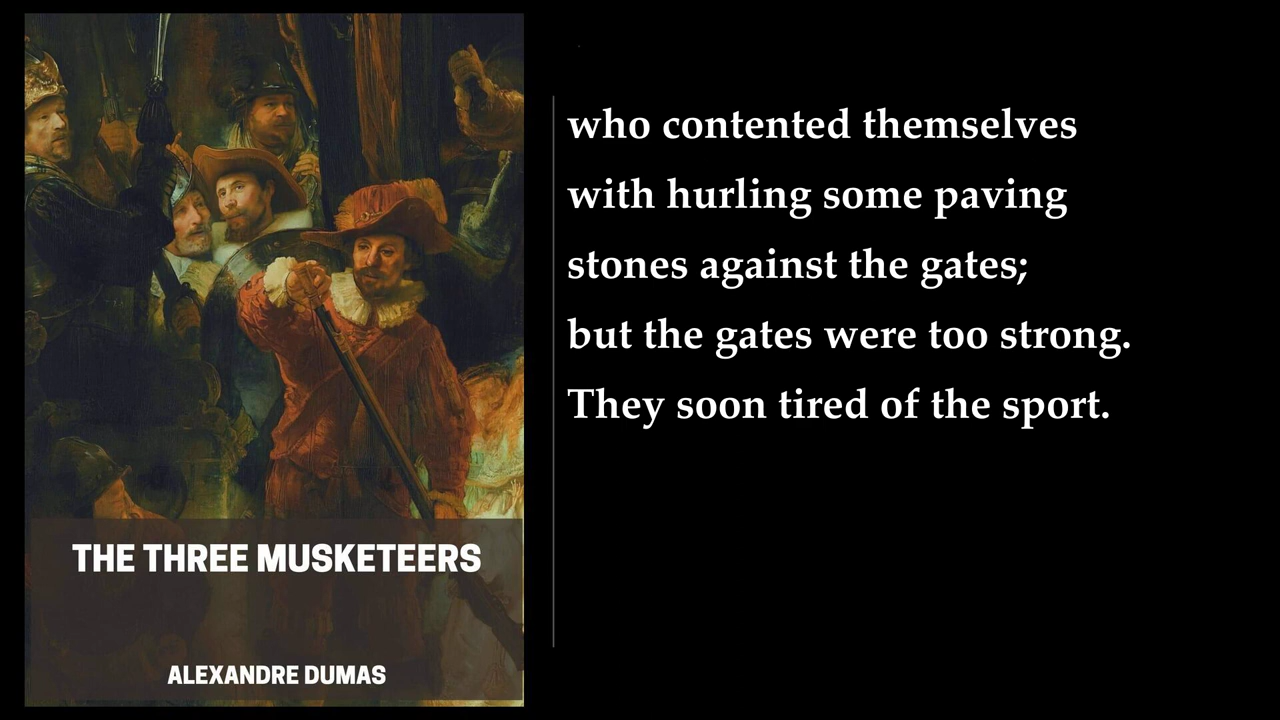 who contented themselves
with hurling some paving
stones against the gates;
but the gates were too strong.
They soon tired of the sport.
THE THREE MUSKETEERS
ALEXANDRE DUMAS